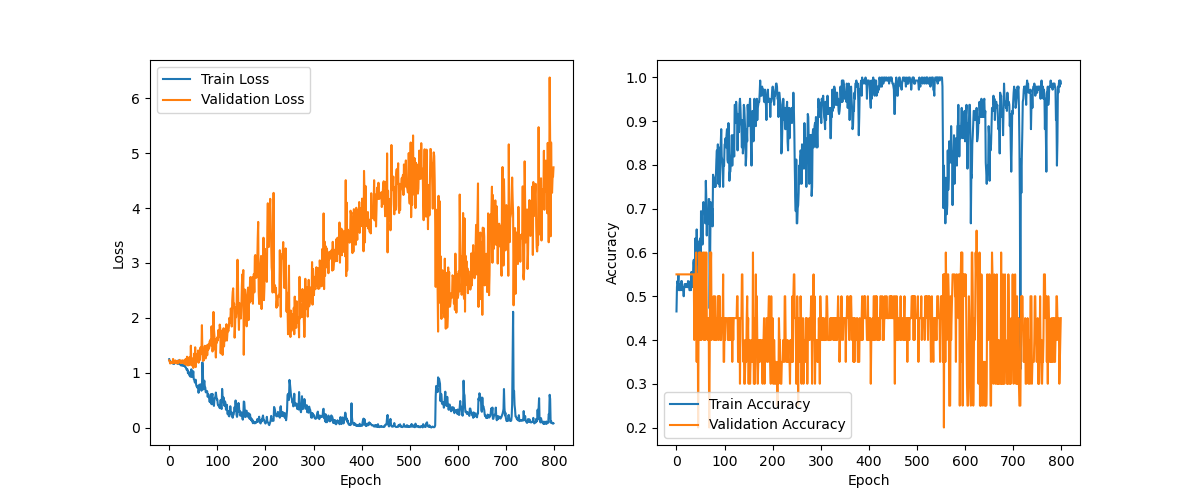 Train Loss
Validation Loss
6
5
4
3
2
1
0
Loss
0 100 200 300 400 500 600 700 800
Epoch
1.0
0.9
0.8
0.7
0.6
0.5
0.4
0.3
0.2
Accuracy
Train Accuracy
Validation Accuracy
0 100 200 300 400 500 600 700 800
Epoch